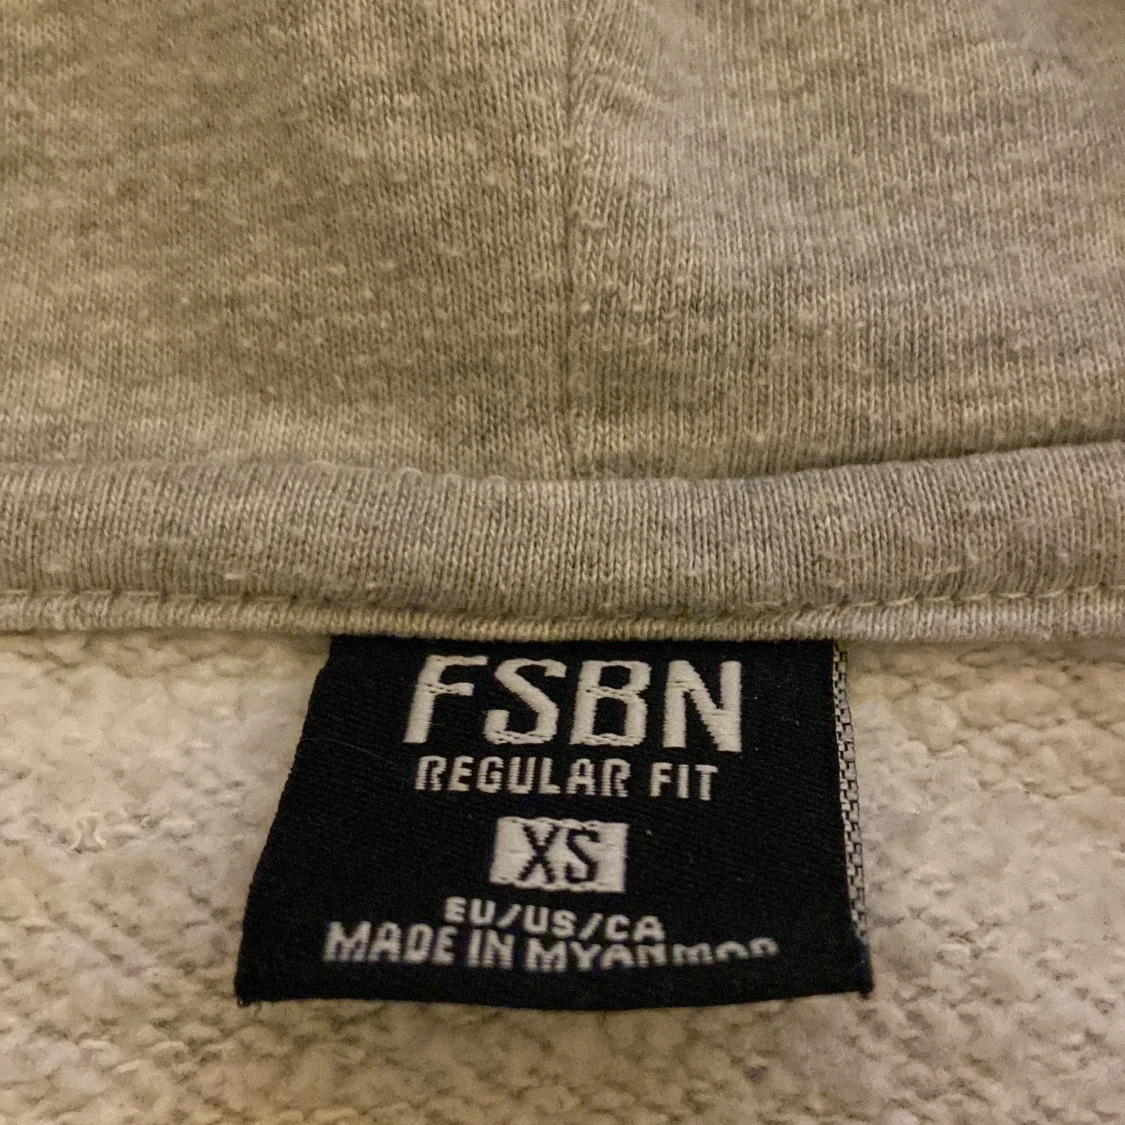 FSBN
REGULAR FIT
XS
EU/US/CA
MADE IN MYANMAR